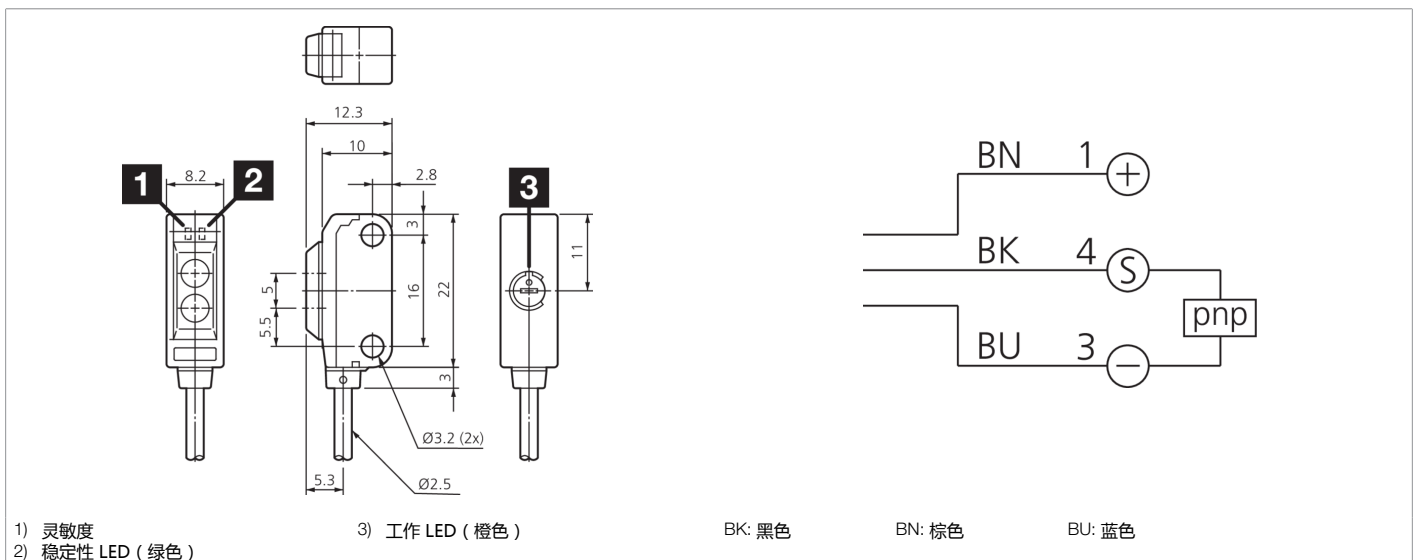 12.3
10
1
8.2
2
2.8
3
3
11
5
16
22
5.5
3
Ø3.2 (2x)
5.3
Ø2.5
BN 1 +
BK 4 S
pnp
BU 3 −
1) 灵敏度
2) 稳定性 LED ( 绿色 )
3) 工作 LED ( 橙色 )
BK: 黑色
BN: 棕色
BU: 蓝色